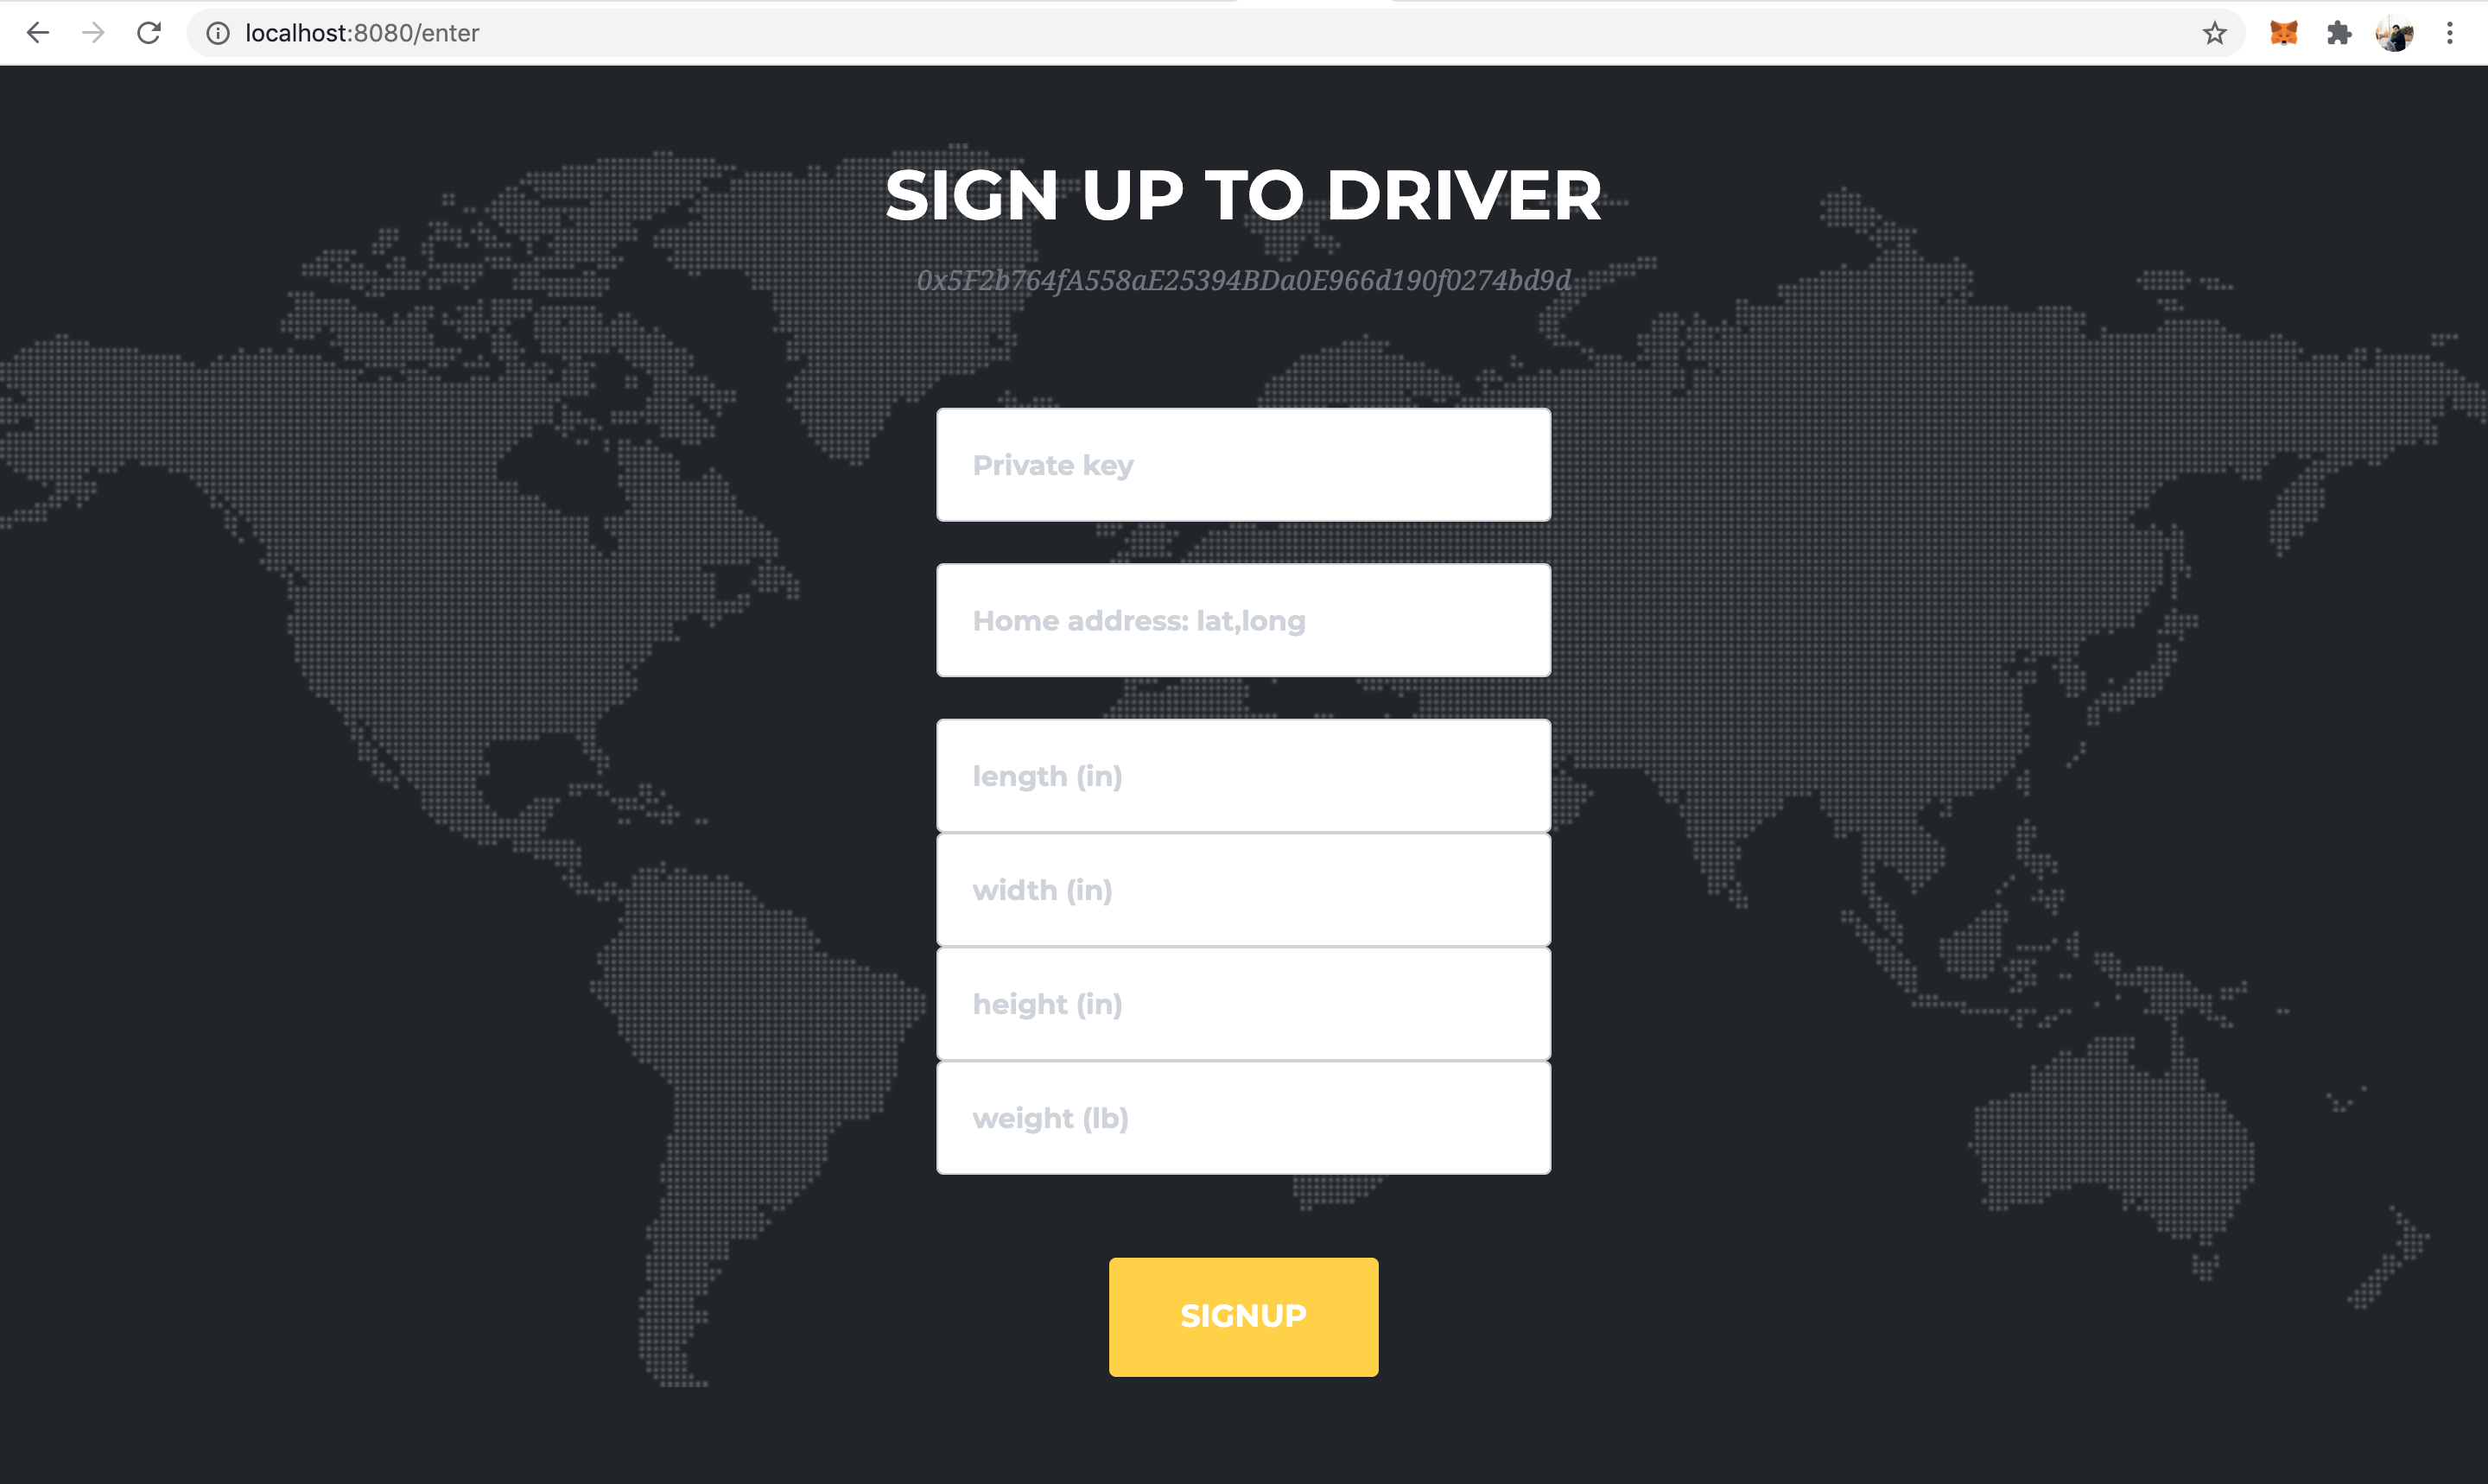 localhost:8080/enter
SIGN UP TO DRIVER
0x5F2b764fA558aE25394BDa0E966d190f0274bd9d
Private key
Home address: lat,long
length (in)
width (in)
height (in)
weight (lb)
SIGNUP